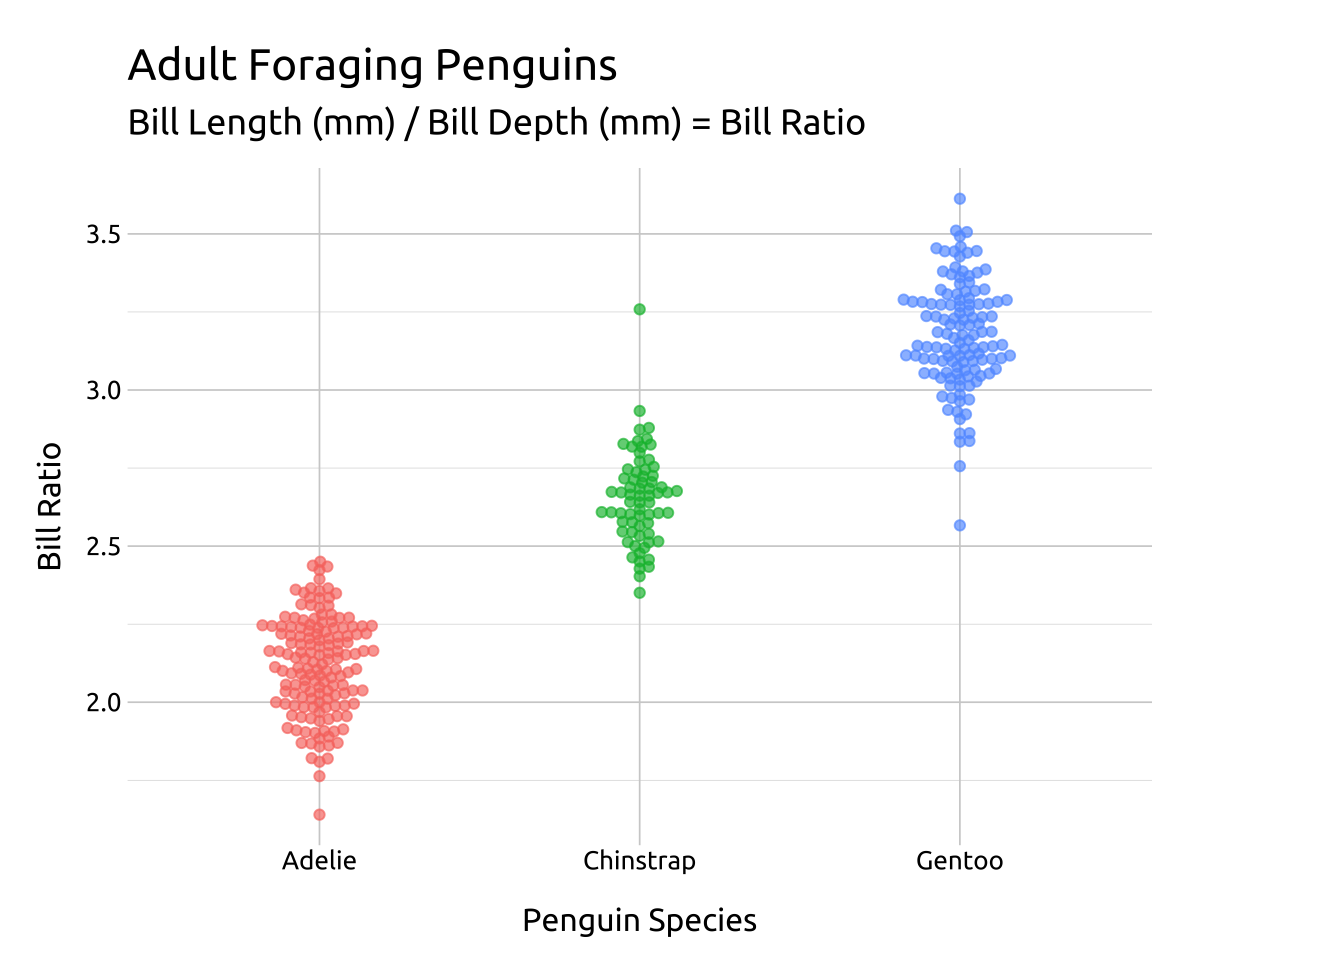 Adult Foraging Penguins
Bill Length (mm) / Bill Depth (mm) = Bill Ratio
Bill Ratio
3.5
3.0
2.5
2.0
Adelie
Chinstrap
Gentoo
Penguin Species